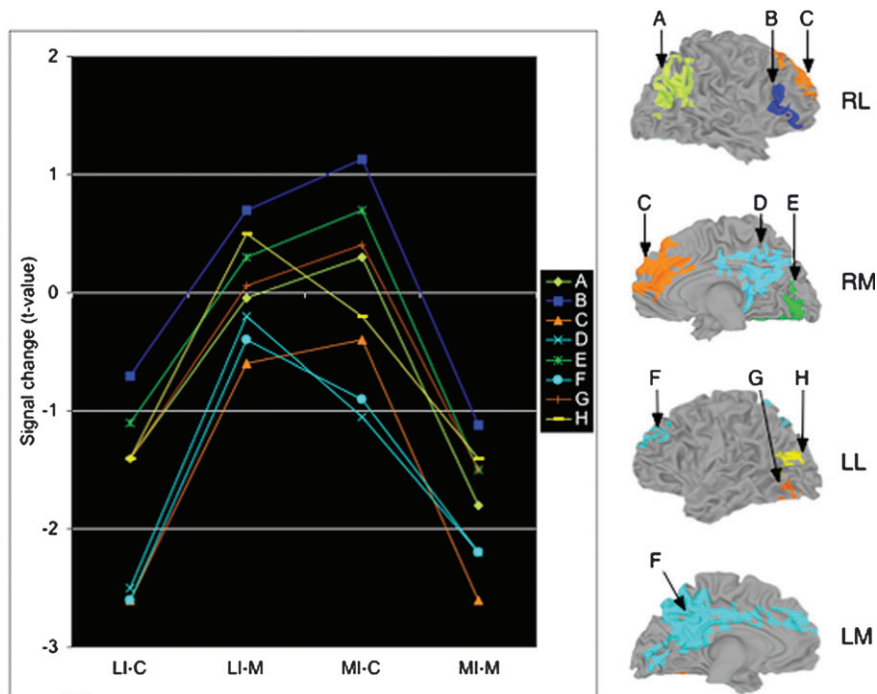 2
1
0
-1
-2
-3
Signal change (t-value)
LI·C
LI·M
MI·C
MI·M
A
B
C
D
E
F
G
H
A B C
RL
C D E
RM
F G H
LL
F
LM